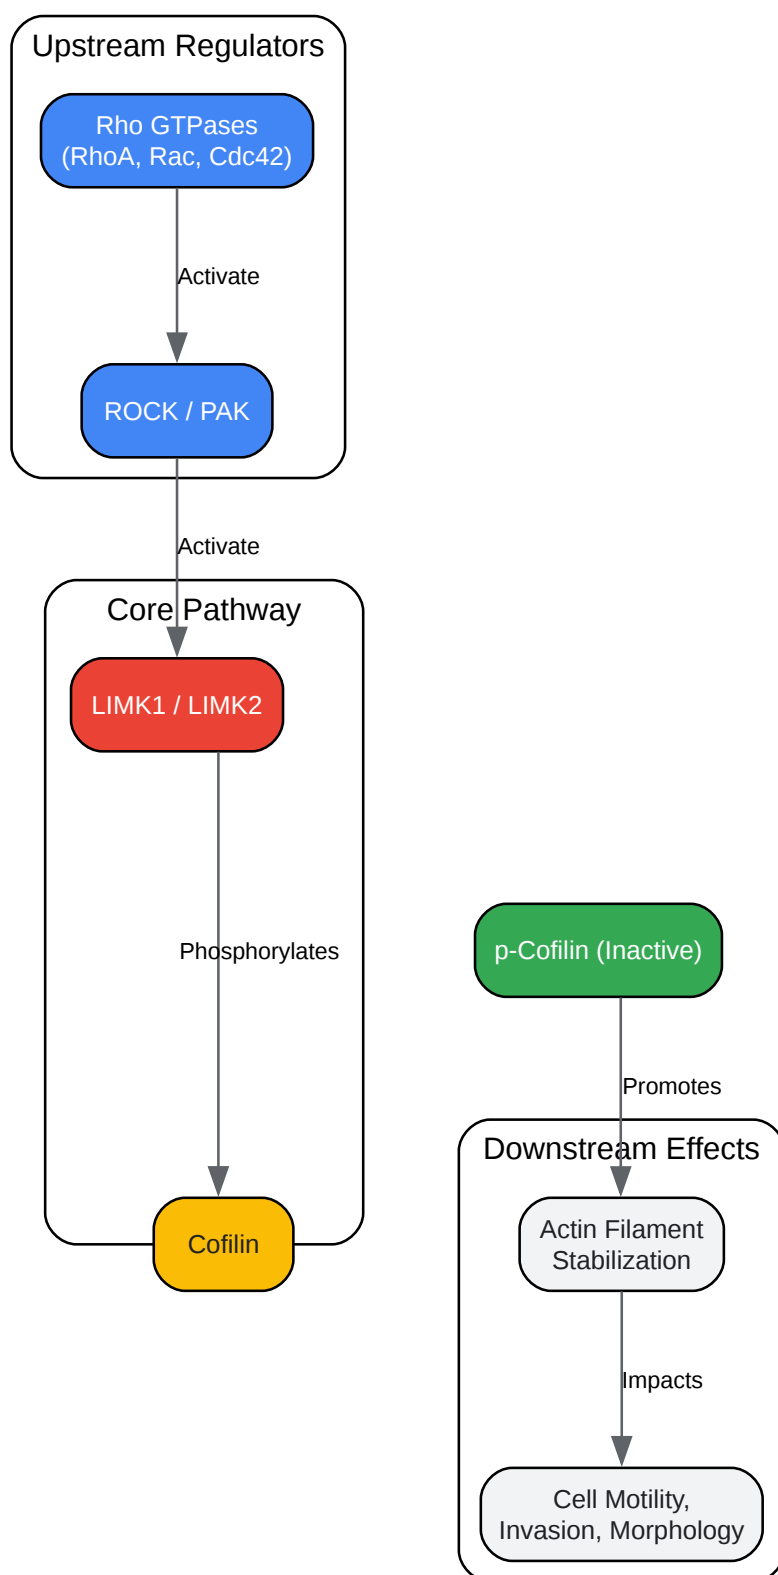 Upstream Regulators
Rho GTPases
(RhoA, Rac, Cdc42)
Activate
ROCK / PAK
Activate
Core Pathway
LIMK1 / LIMK2
Phosphorylates
Cofilin
p-Cofilin (Inactive)
Promotes
Downstream Effects
Actin Filament
Stabilization
Impacts
Cell Motility,
Invasion, Morphology